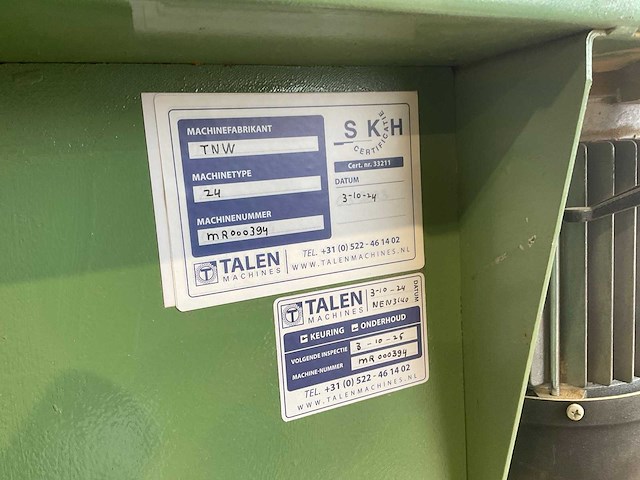 MACHINEFABRIKANT
TNW
MACHINETYPE
24
MACHINENUMMER
MR000394
SKH
CERTIFICATIE
Cert. nr. 33211
DATUM
3-10-24
TALEN
MACHINES
TEL. +31 (0) 522 - 46 14 02
WWW.TALENMACHINES.NL
TALEN
MACHINES
3-10-24
NEN3140
DATUM
KEURING
ONDERHOUD
VOLGENDE INSPECTIE
3-10-25
MACHINE-NUMMER
MR000394
TEL. +31 (0) 522 - 46 14 02
WWW.TALENMACHINES.NL